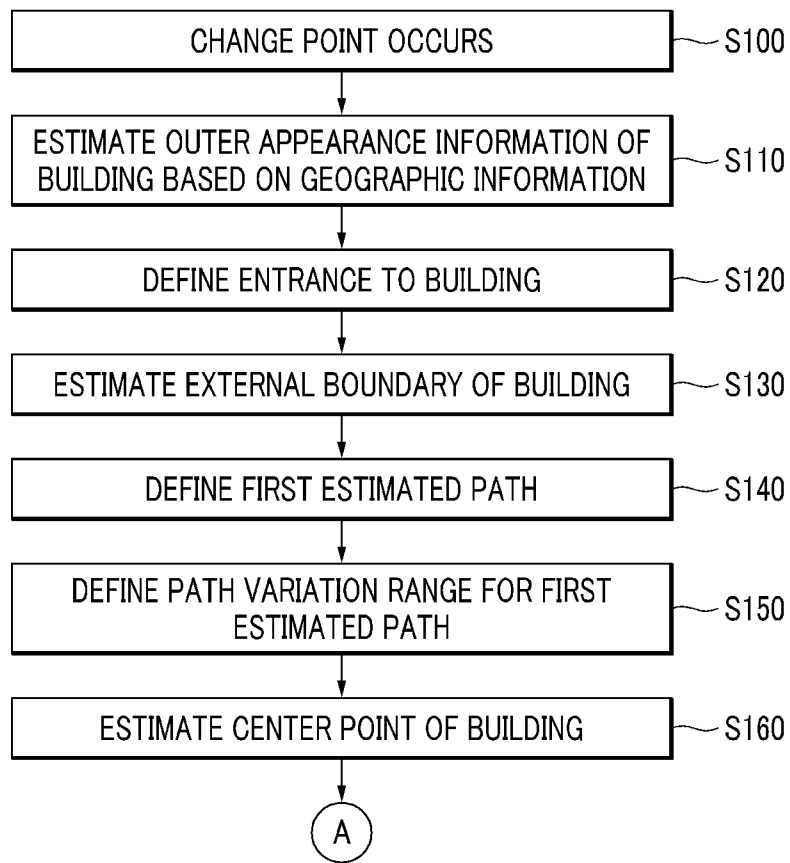 CHANGE POINT OCCURS
S100
ESTIMATE OUTER APPEARANCE INFORMATION OF
BUILDING BASED ON GEOGRAPHIC INFORMATION
S110
DEFINE ENTRANCE TO BUILDING
S120
ESTIMATE EXTERNAL BOUNDARY OF BUILDING
S130
DEFINE FIRST ESTIMATED PATH
S140
DEFINE PATH VARIATION RANGE FOR FIRST
ESTIMATED PATH
S150
ESTIMATE CENTER POINT OF BUILDING
S160
A